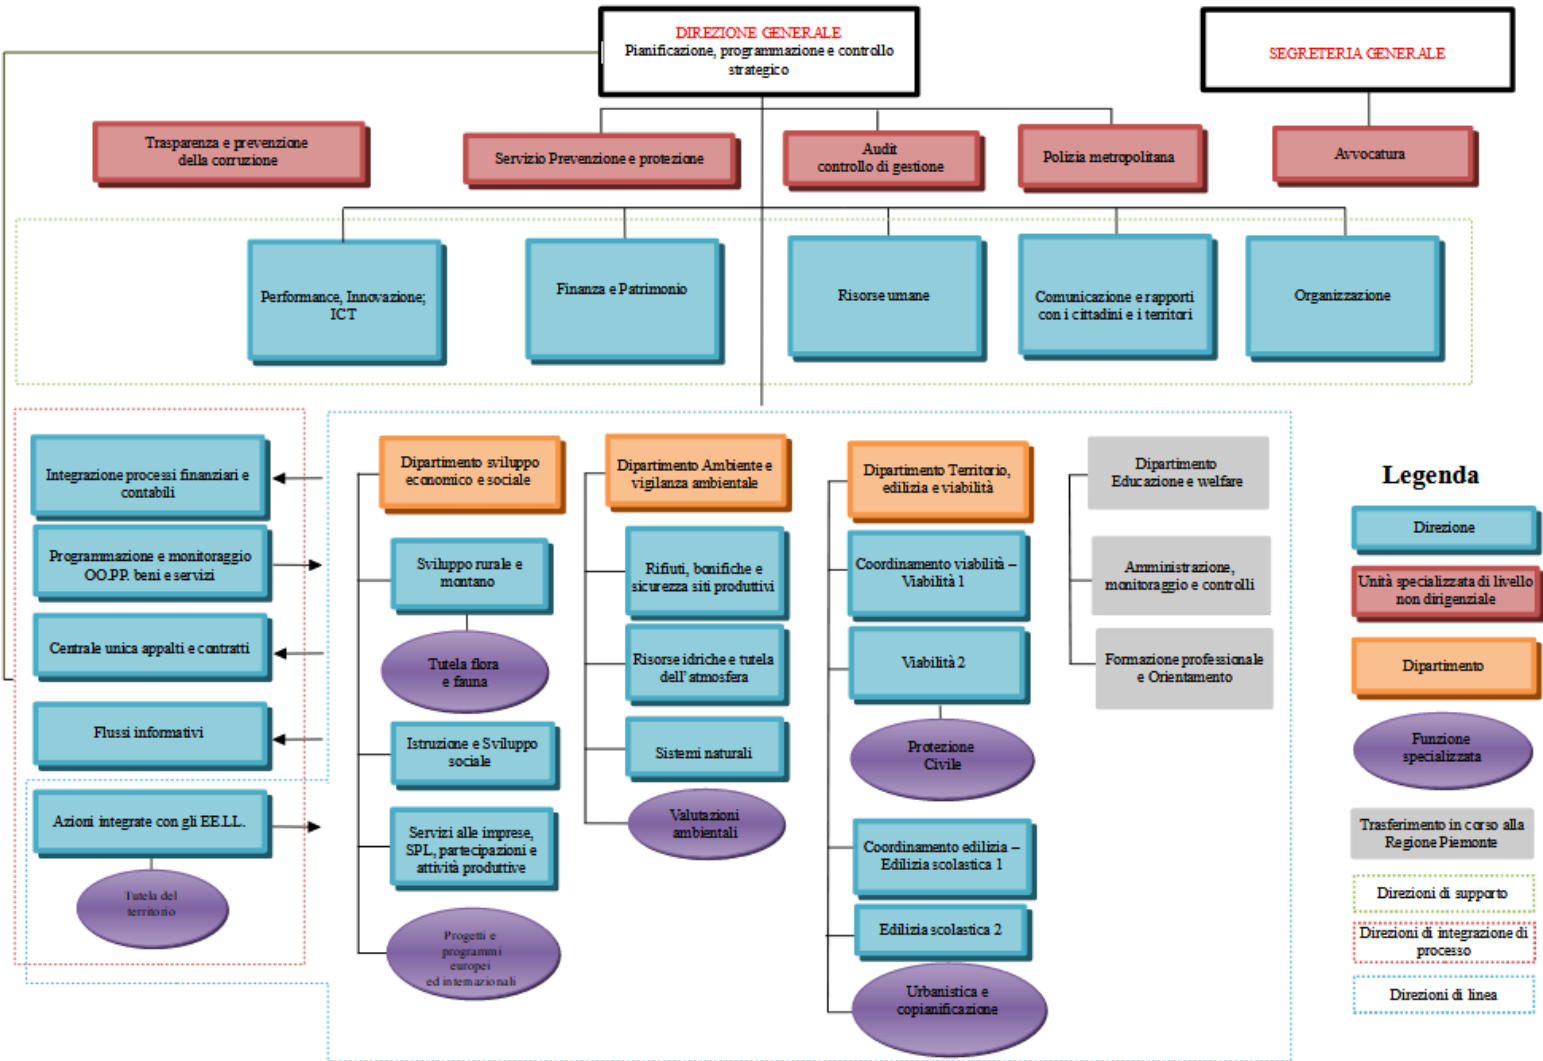 DIREZIONE GENERALE
Pianificazione, programmazione e controllo
strategico
SEGRETERIA GENERALE
Trasparenza e prevenzione
della corruzione
Servizio Prevenzione e protezione
Audit
controllo di gestione
Polizia metropolitana
Avvocatura
Performance, Innovazione;
ICT
Finanza e Patrimonio
Risorse umane
Comunicazione e rapporti
con i cittadini e i territori
Organizzazione
Integrazione processi finanziari e
contabili
Programmazione e monitoraggio
OO.PP. beni e servizi
Centrale unica appalti e contratti
Flussi informativi
Azioni integrate con gli EE.LL.
Tutela del
territorio
Dipartimento sviluppo
economico e sociale
Sviluppo rurale e
montano
Tutela flora
e fauna
Istruzione e Sviluppo
sociale
Servizi alle imprese,
SPL, partecipazioni e
attività produttive
Progetti e
programmi
europei
ed internazionali
Dipartimento Ambiente e
vigilanza ambientale
Rifiuti, bonifiche e
sicurezza siti produttivi
Risorse idriche e tutela
dell'atmosfera
Sistemi naturali
Valutazioni
ambientali
Dipartimento Territorio,
edilizia e viabilità
Coordinamento viabilità –
Viabilità 1
Viabilità 2
Protezione
Civile
Coordinamento edilizia –
Edilizia scolastica 1
Edilizia scolastica 2
Urbanistica e
copianificazione
Dipartimento
Educazione e welfare
Amministrazione,
monitoraggio e controlli
Formazione professionale
e Orientamento
Legenda
Direzione
Unità specializzata di livello
non dirigenziale
Dipartimento
Funzione
specializzata
Trasferimento in corso alla
Regione Piemonte
Direzioni di supporto
Direzioni di integrazione di
processo
Direzioni di linea